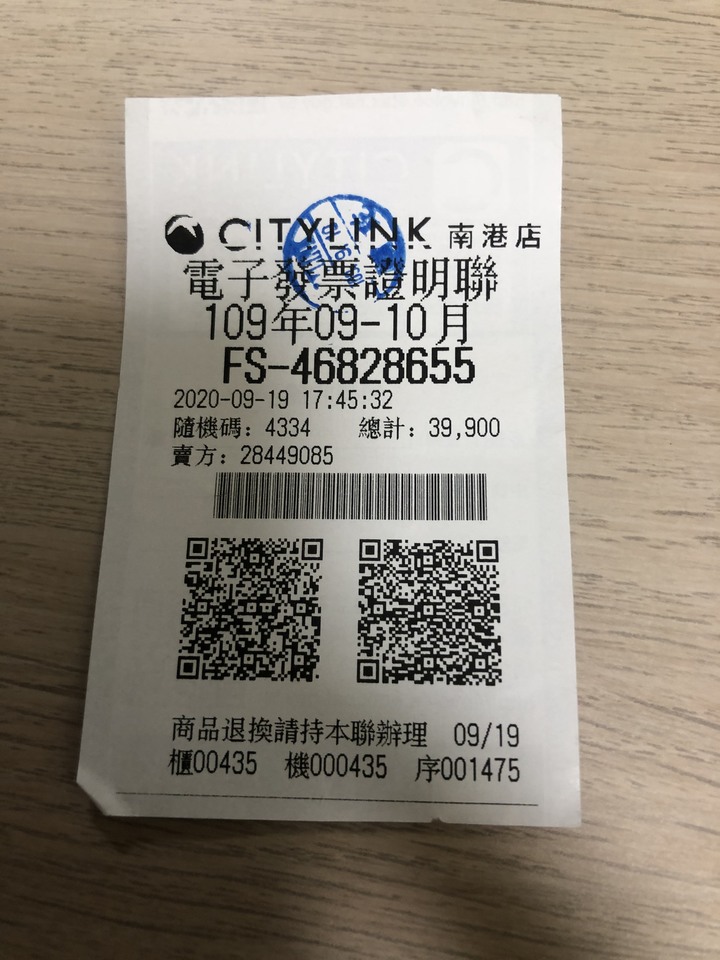 CITYLINK 南港店
電子發票證明聯
109年09-10月
FS-46828655
2020-09-19 17:45:32
隨機碼: 4334 總計: 39,900
賣方: 28449085
商品退換請持本聯辦理 09/19
櫃00435 機000435 序001475